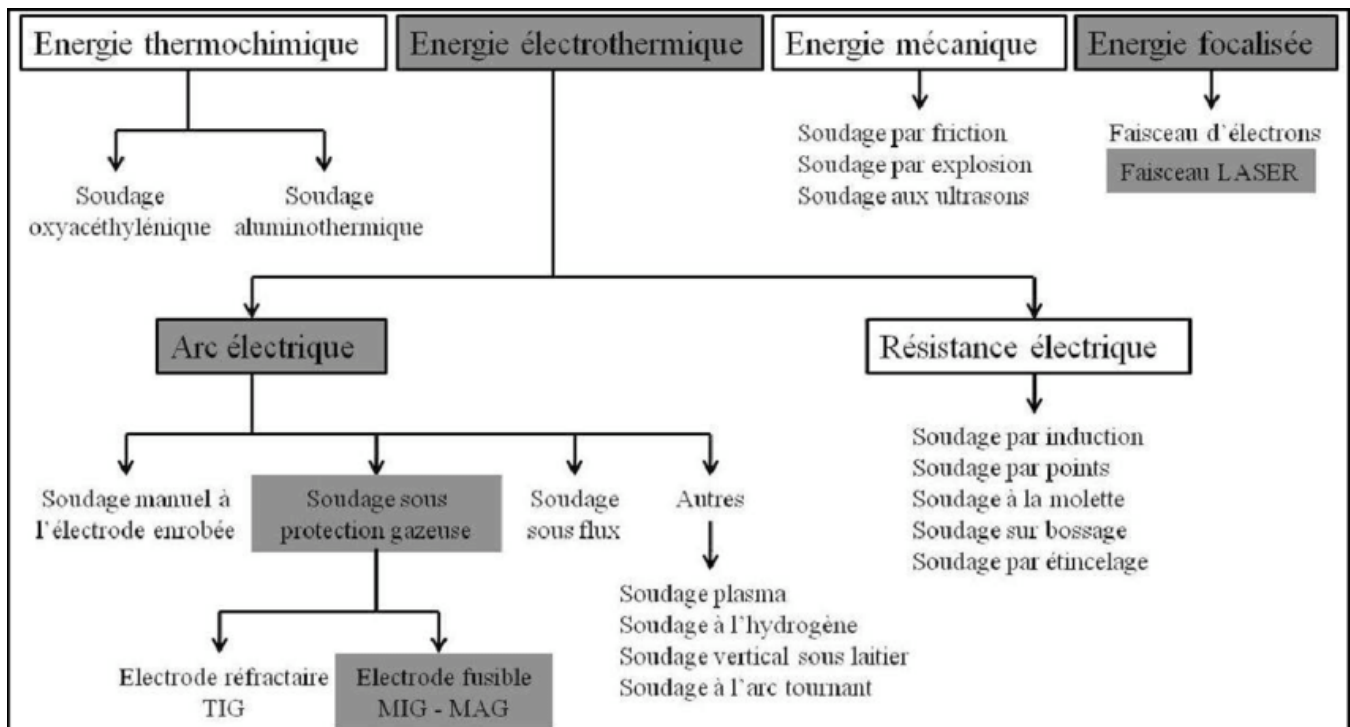 Energie thermochimique
Energie électrothermique
Energie mécanique
Energie focalisée
Soudage
oxyacéthylénique
Soudage
aluminothermique
Soudage par friction
Soudage par explosion
Soudage aux ultrasons
Faisceau d'électrons
Faisceau LASER
Arc électrique
Résistance électrique
Soudage manuel à
l'électrode enrobée
Soudage sous
protection gazeuse
Soudage
sous flux
Autres
Soudage par induction
Soudage par points
Soudage à la molette
Soudage sur bossage
Soudage par étincelage
Electrode réfractaire
TIG
Electrode fusible
MIG - MAG
Soudage plasma
Soudage à l'hydrogène
Soudage vertical sous laitier
Soudage à l'arc tournant